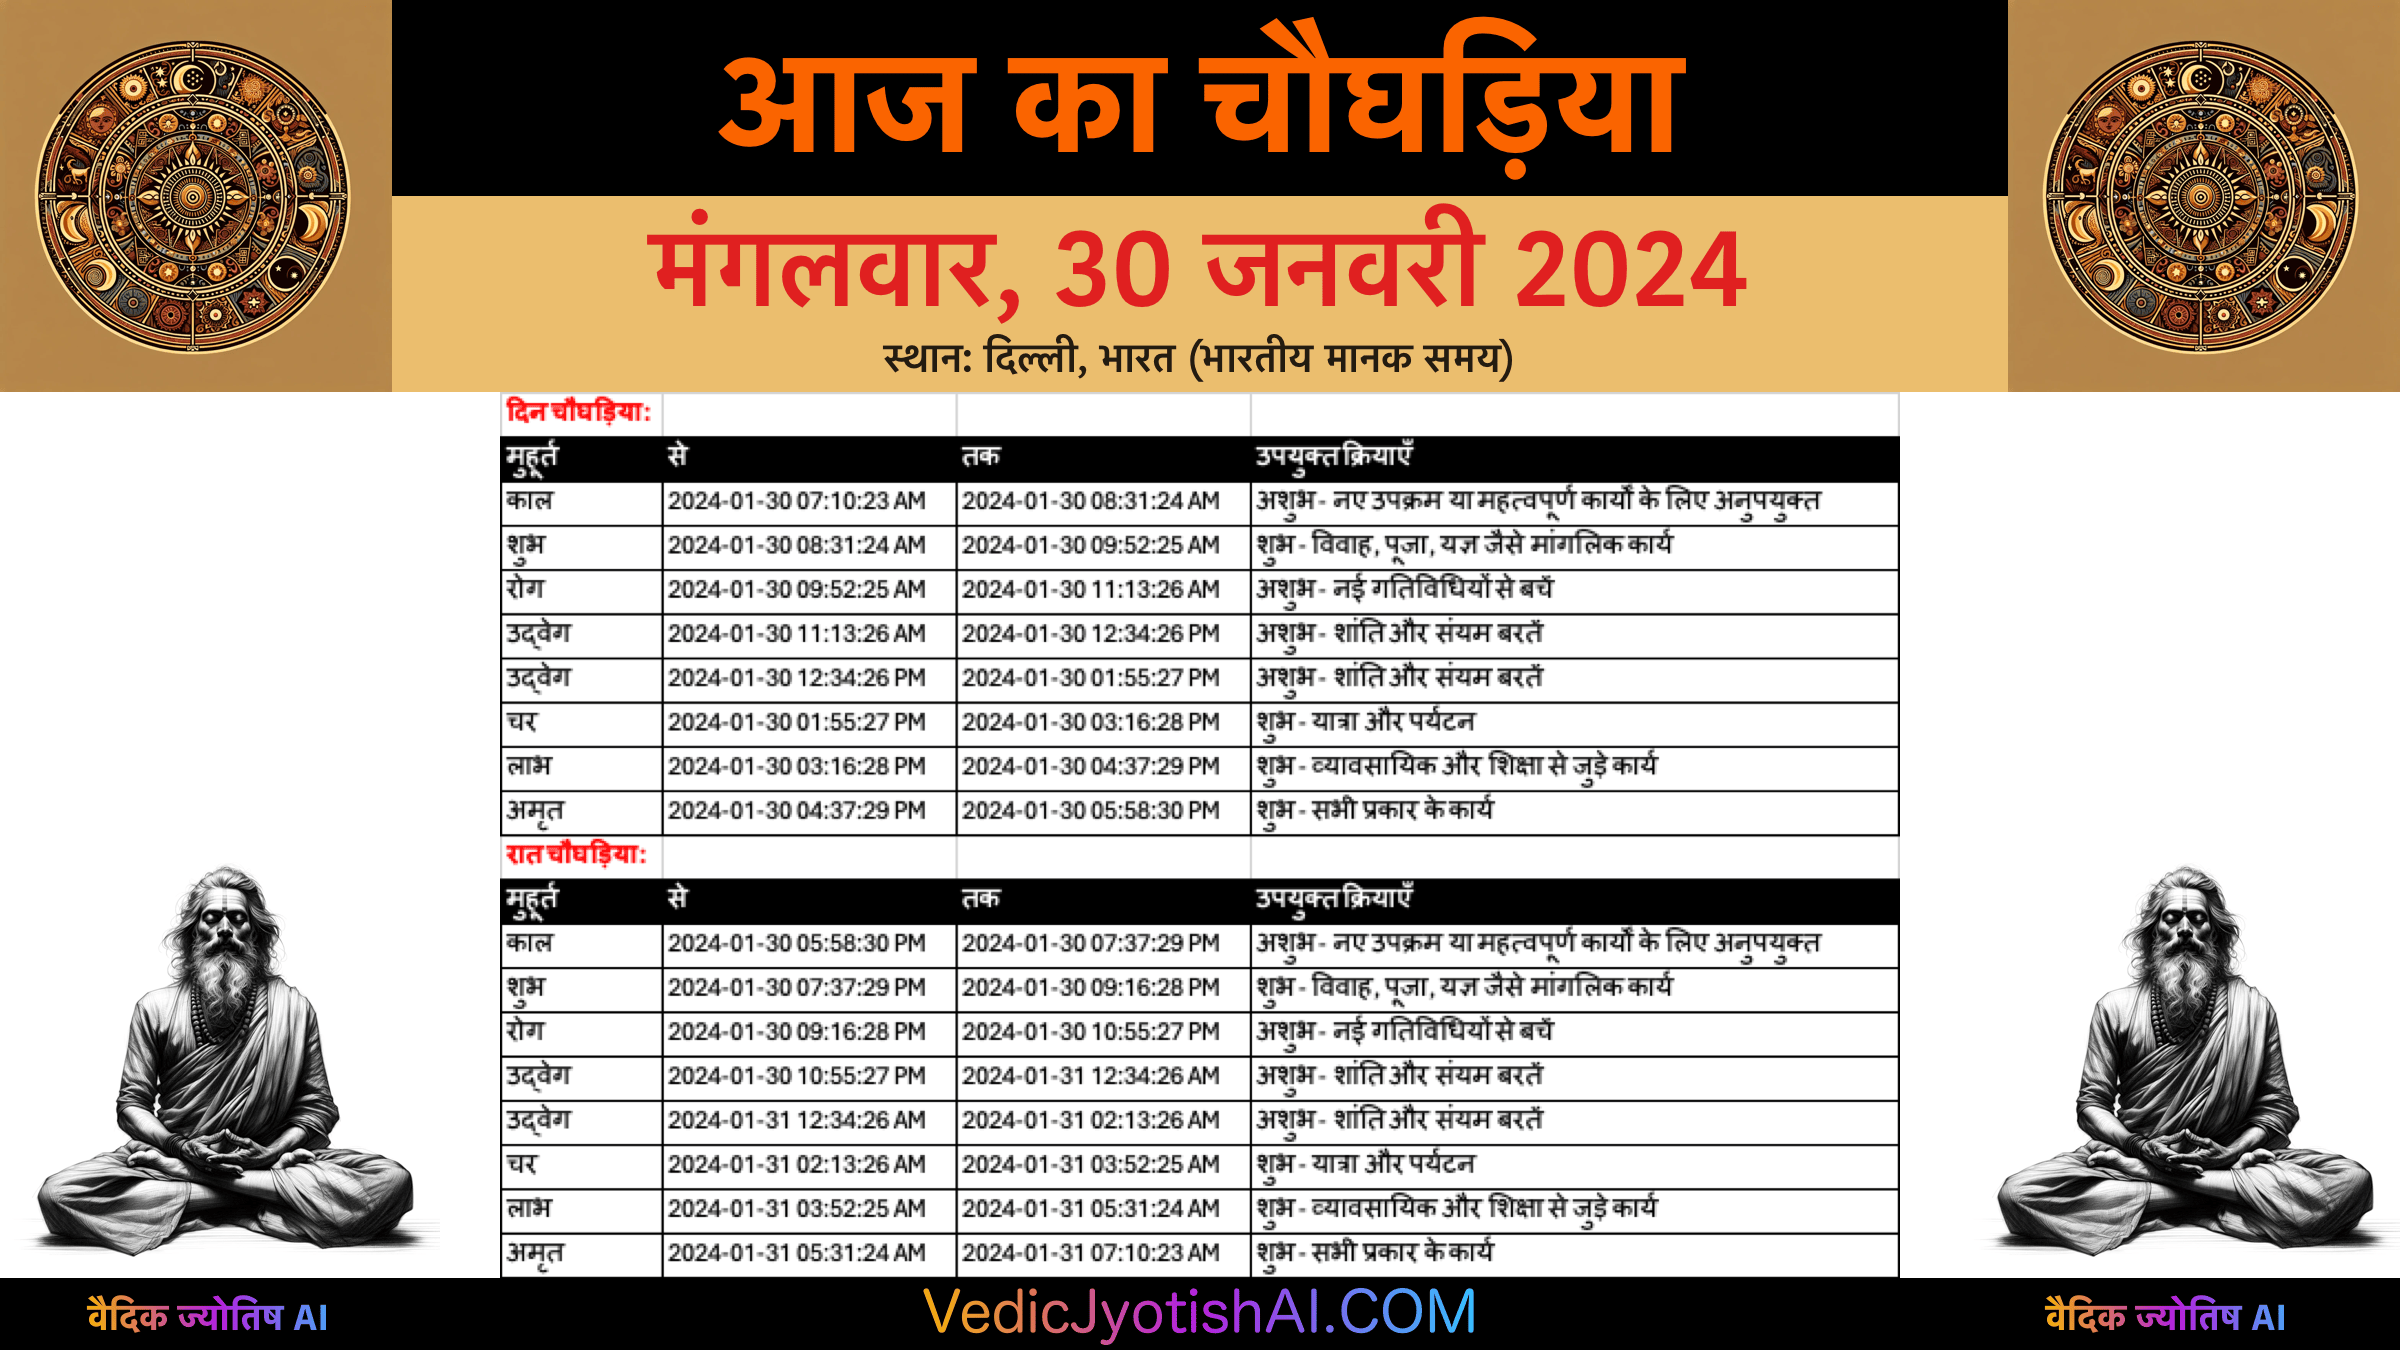 आज का चौघड़िया
मंगलवार, 30 जनवरी 2024
स्थान: दिल्ली, भारत (भारतीय मानक समय)
दिन चौघड़िया:
मुहूर्त से तक उपयुक्त क्रियाएँ
काल 2024-01-30 07:10:23 AM 2024-01-30 08:31:24 AM अशुभ - नए उपक्रम या महत्वपूर्ण कार्यों के लिए अनुपयुक्त
शुभ 2024-01-30 08:31:24 AM 2024-01-30 09:52:25 AM शुभ - विवाह, पूजा, यज्ञ जैसे मांगलिक कार्य
रोग 2024-01-30 09:52:25 AM 2024-01-30 11:13:26 AM अशुभ - नई गतिविधियों से बचें
उद्वेग 2024-01-30 11:13:26 AM 2024-01-30 12:34:26 PM अशुभ - शांति और संयम बरतें
उद्वेग 2024-01-30 12:34:26 PM 2024-01-30 01:55:27 PM अशुभ - शांति और संयम बरतें
चर 2024-01-30 01:55:27 PM 2024-01-30 03:16:28 PM शुभ - यात्रा और पर्यटन
लाभ 2024-01-30 03:16:28 PM 2024-01-30 04:37:29 PM शुभ - व्यावसायिक और शिक्षा से जुड़े कार्य
अमृत 2024-01-30 04:37:29 PM 2024-01-30 05:58:30 PM शुभ - सभी प्रकार के कार्य
रात चौघड़िया:
मुहूर्त से तक उपयुक्त क्रियाएँ
काल 2024-01-30 05:58:30 PM 2024-01-30 07:37:29 PM अशुभ - नए उपक्रम या महत्वपूर्ण कार्यों के लिए अनुपयुक्त
शुभ 2024-01-30 07:37:29 PM 2024-01-30 09:16:28 PM शुभ - विवाह, पूजा, यज्ञ जैसे मांगलिक कार्य
रोग 2024-01-30 09:16:28 PM 2024-01-30 10:55:27 PM अशुभ - नई गतिविधियों से बचें
उद्वेग 2024-01-30 10:55:27 PM 2024-01-31 12:34:26 AM अशुभ - शांति और संयम बरतें
उद्वेग 2024-01-31 12:34:26 AM 2024-01-31 02:13:26 AM अशुभ - शांति और संयम बरतें
चर 2024-01-31 02:13:26 AM 2024-01-31 03:52:25 AM शुभ - यात्रा और पर्यटन
लाभ 2024-01-31 03:52:25 AM 2024-01-31 05:31:24 AM शुभ - व्यावसायिक और शिक्षा से जुड़े कार्य
अमृत 2024-01-31 05:31:24 AM 2024-01-31 07:10:23 AM शुभ - सभी प्रकार के कार्य
वैदिक ज्योतिष AI VedicJyotishAI.COM वैदिक ज्योतिष AI